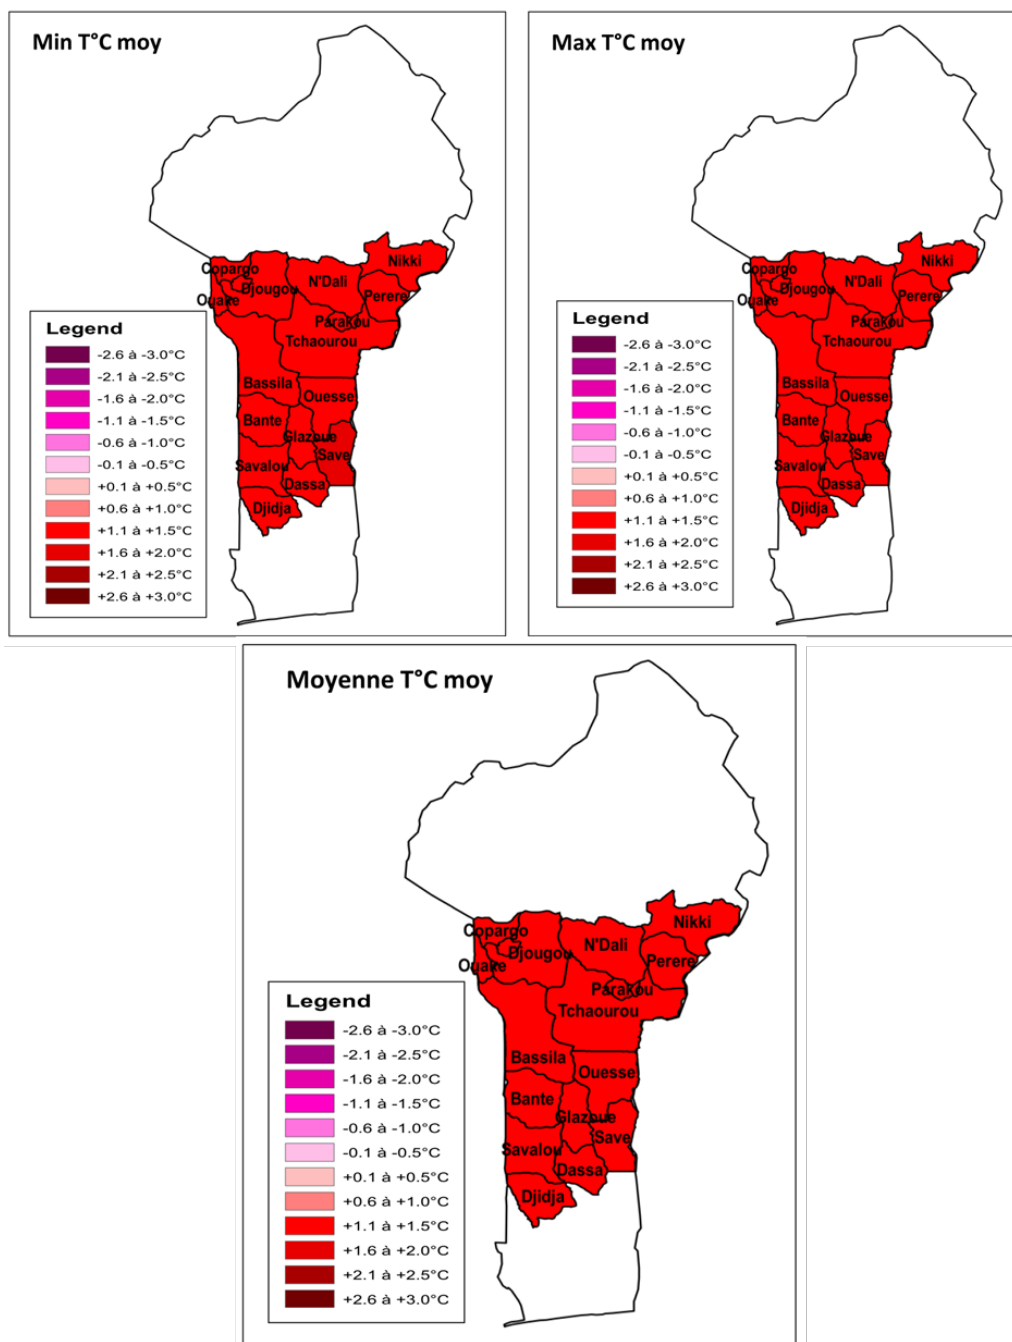 Min T°C moy
Copargo
Djougou
N'Dali
Nikki
Ouake
Perere
Parakou
Tchaourou
Bassila
Ouesse
Bante
Glazoue
Save
Savalou
Dassa
Djidja
Legend
-2.6 à -3.0°C
-2.1 à -2.5°C
-1.6 à -2.0°C
-1.1 à -1.5°C
-0.6 à -1.0°C
-0.1 à -0.5°C
+0.1 à +0.5°C
+0.6 à +1.0°C
+1.1 à +1.5°C
+1.6 à +2.0°C
+2.1 à +2.5°C
+2.6 à +3.0°C
Max T°C moy
Copargo
Djougou
N'Dali
Nikki
Ouake
Perere
Parakou
Tchaourou
Bassila
Ouesse
Bante
Glazoue
Save
Savalou
Dassa
Djidja
Legend
-2.6 à -3.0°C
-2.1 à -2.5°C
-1.6 à -2.0°C
-1.1 à -1.5°C
-0.6 à -1.0°C
-0.1 à -0.5°C
+0.1 à +0.5°C
+0.6 à +1.0°C
+1.1 à +1.5°C
+1.6 à +2.0°C
+2.1 à +2.5°C
+2.6 à +3.0°C
Moyenne T°C moy
Copargo
Djougou
N'Dali
Nikki
Ouake
Perere
Parakou
Tchaourou
Bassila
Ouesse
Bante
Glazoue
Save
Savalou
Dassa
Djidja
Legend
-2.6 à -3.0°C
-2.1 à -2.5°C
-1.6 à -2.0°C
-1.1 à -1.5°C
-0.6 à -1.0°C
-0.1 à -0.5°C
+0.1 à +0.5°C
+0.6 à +1.0°C
+1.1 à +1.5°C
+1.6 à +2.0°C
+2.1 à +2.5°C
+2.6 à +3.0°C